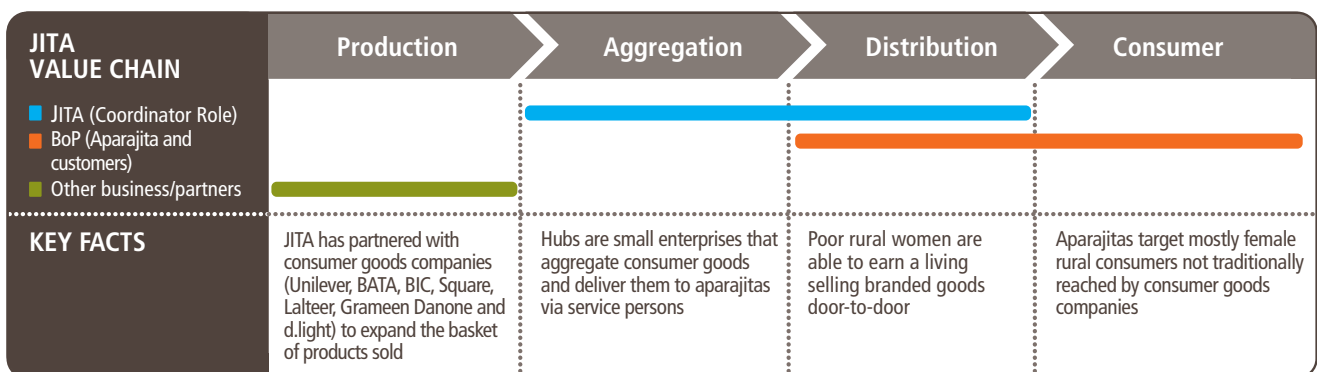 JITA
VALUE CHAIN
Production
Aggregation
Distribution
Consumer
JITA (Coordinator Role)
BoP (Aparajita and
customers)
Other business/partners
KEY FACTS
JITA has partnered with
consumer goods companies
(Unilever, BATA, BIC, Square,
Lalteer, Grameen Danone and
d.light) to expand the basket
of products sold
Hubs are small enterprises that
aggregate consumer goods
and deliver them to aparajitas
via service persons
Poor rural women are
able to earn a living
selling branded goods
door-to-door
Aparajitas target mostly female
rural consumers not traditionally
reached by consumer goods
companies